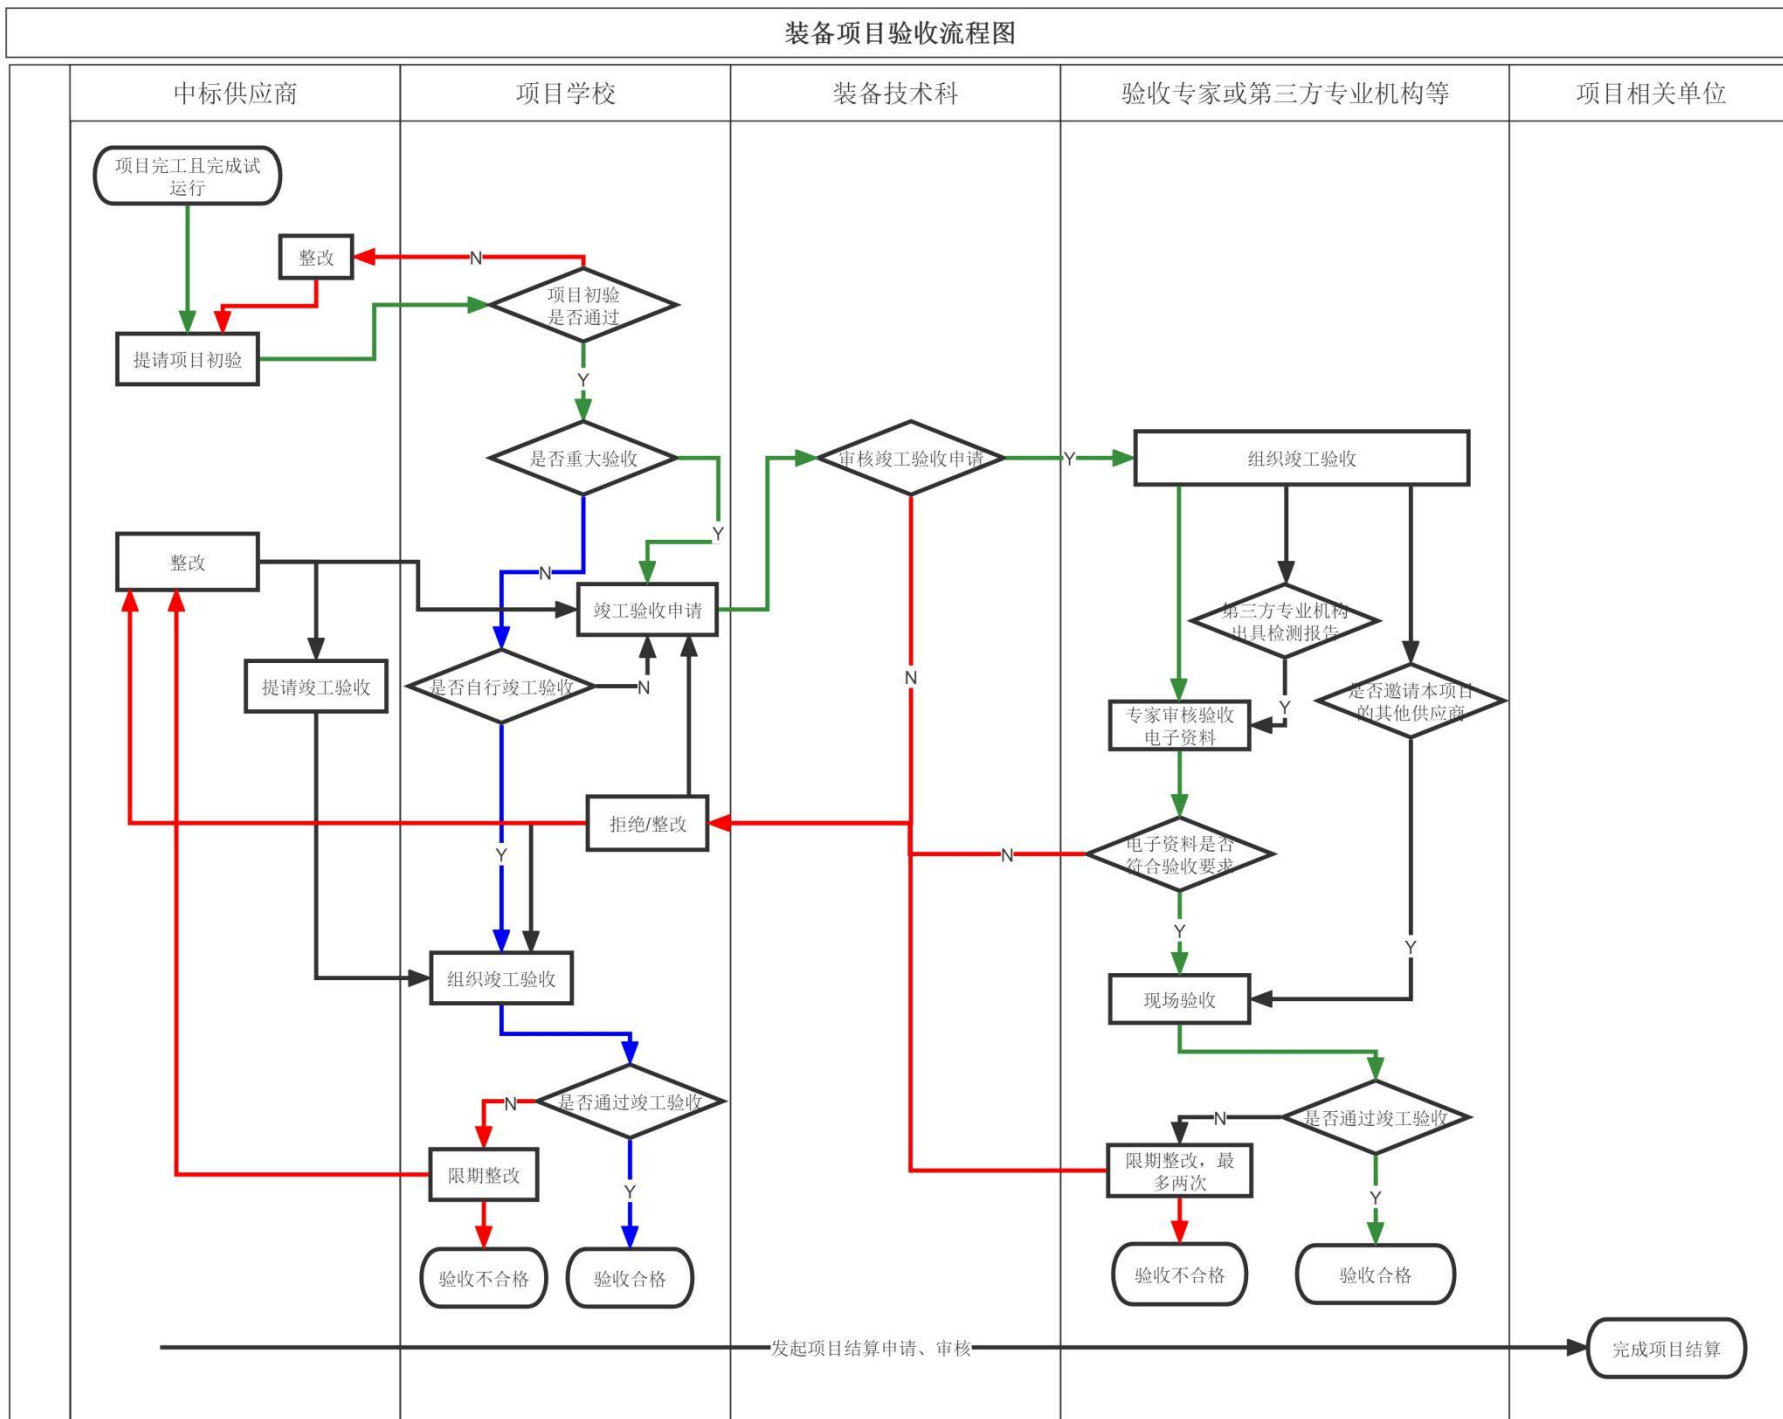 装备项目验收流程图
中标供应商
项目学校
装备技术科
验收专家或第三方专业机构等
项目相关单位
项目完工且完成试
运行
整改
N
项目初验
是否通过
提请项目初验
Y
是否重大验收
审核竣工验收申请
Y
组织竣工验收
Y
整改
N
竣工验收申请
第三方专业机构
出具检测报告
N
提请竣工验收
是否自行竣工验收
N
是否邀请本项目
的其他供应商
Y
专家审核验收
电子资料
拒绝/整改
Y
N
电子资料是否
符合验收要求
Y
Y
组织竣工验收
现场验收
N
是否通过竣工验收
N
是否通过竣工验收
限期整改
限期整改，最
多两次
Y
Y
验收不合格
验收合格
验收不合格
验收合格
发起项目结算申请、审核
完成项目结算